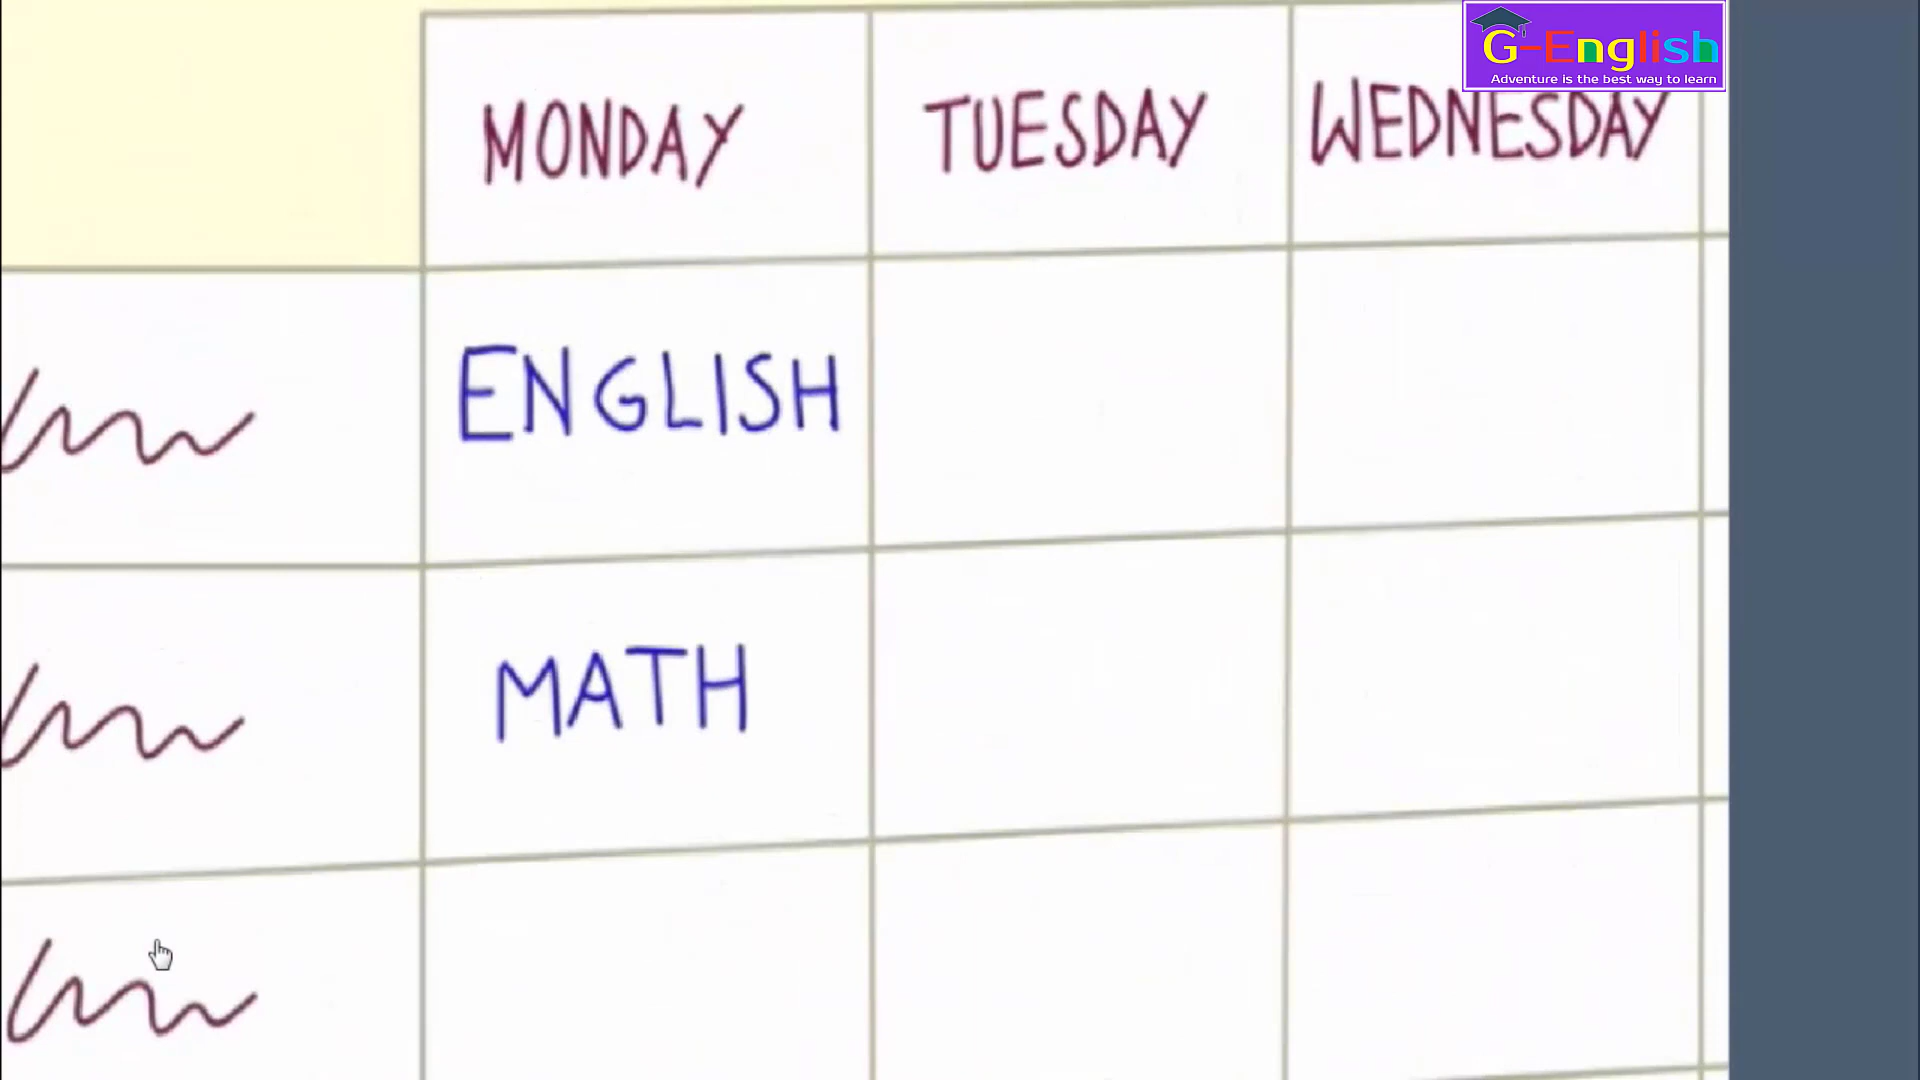 G-English
Adventure is the best way to learn
MONDAY TUESDAY WEDNESDAY
ENGLISH
MATH